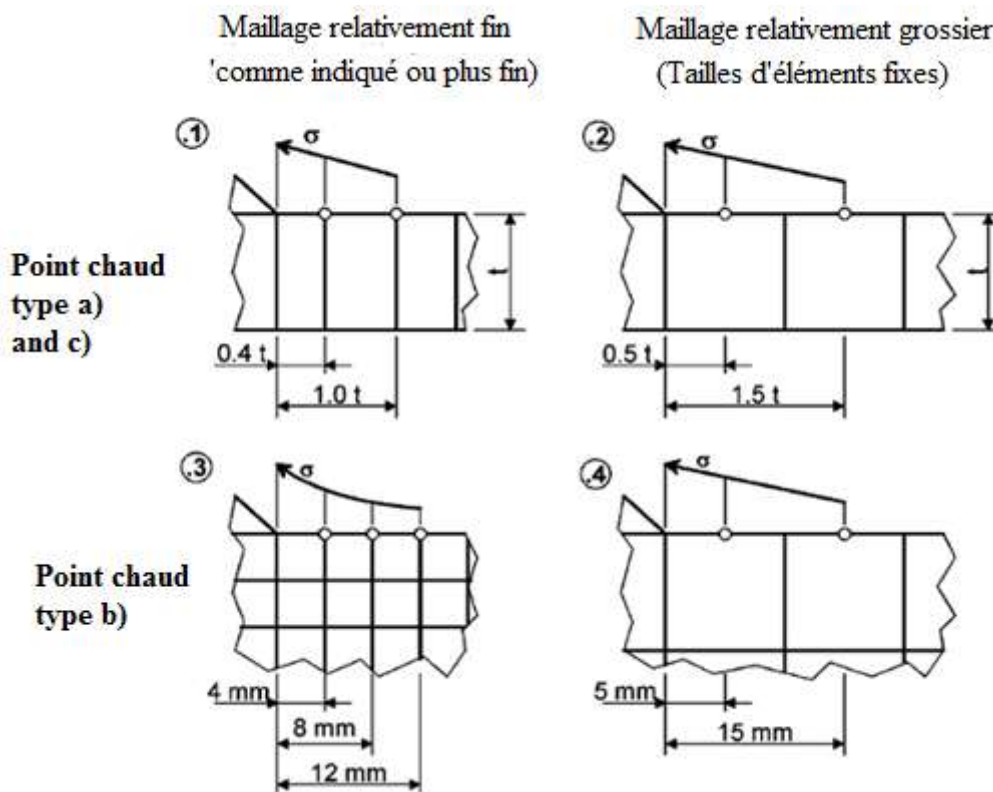 Maillage relativement fin
'comme indiqué ou plus fin)
Maillage relativement grossier
(Tailles d'éléments fixes)
.1
σ
t
0.4 t
1.0 t
.2
σ
t
0.5 t
1.5 t
Point chaud
type a)
and c)
.3
σ
4 mm
8 mm
12 mm
.4
σ
5 mm
15 mm
Point chaud
type b)